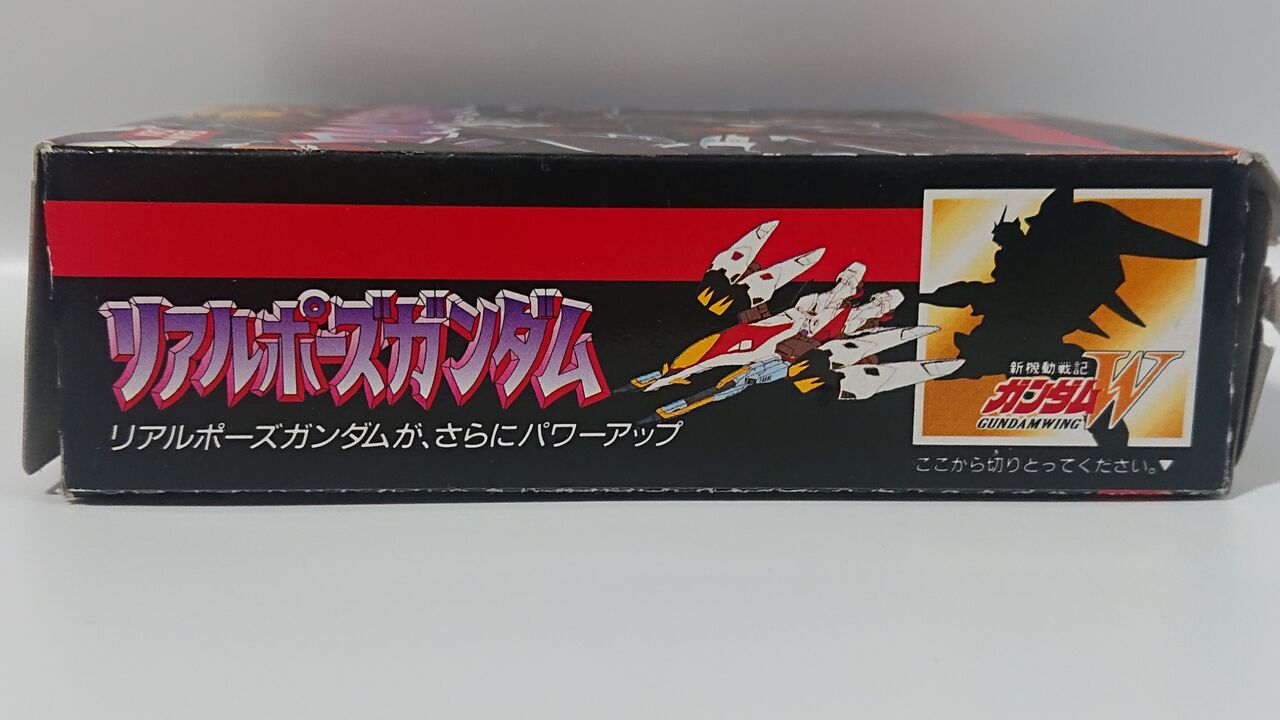 リアルポーズガンダム
リアルポーズガンダムが、さらにパワーアップ
新機動戦記
ガンダムW
GUNDAM WING
ここから切りとってください。▼